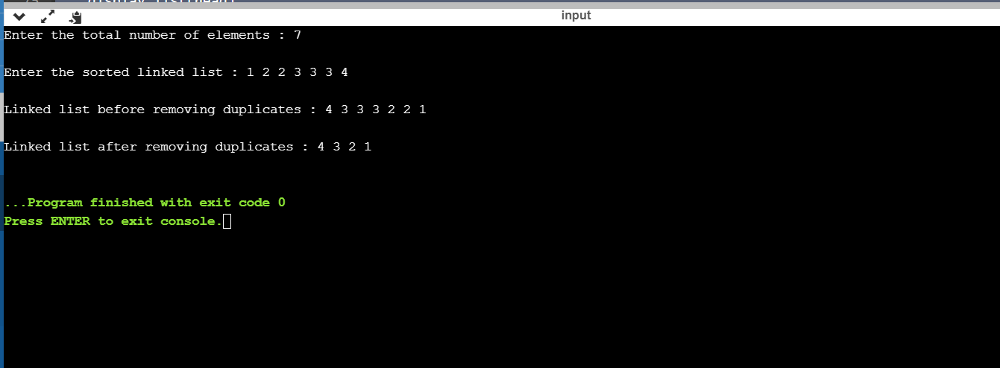 input
Enter the total number of elements : 7
Enter the sorted linked list : 1 2 2 3 3 3 4
Linked list before removing duplicates : 4 3 3 3 2 2 1
Linked list after removing duplicates : 4 3 2 1
...Program finished with exit code 0
Press ENTER to exit console.